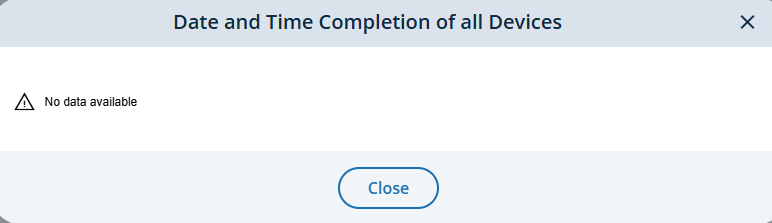 Date and Time Completion of all Devices
No data available
Close